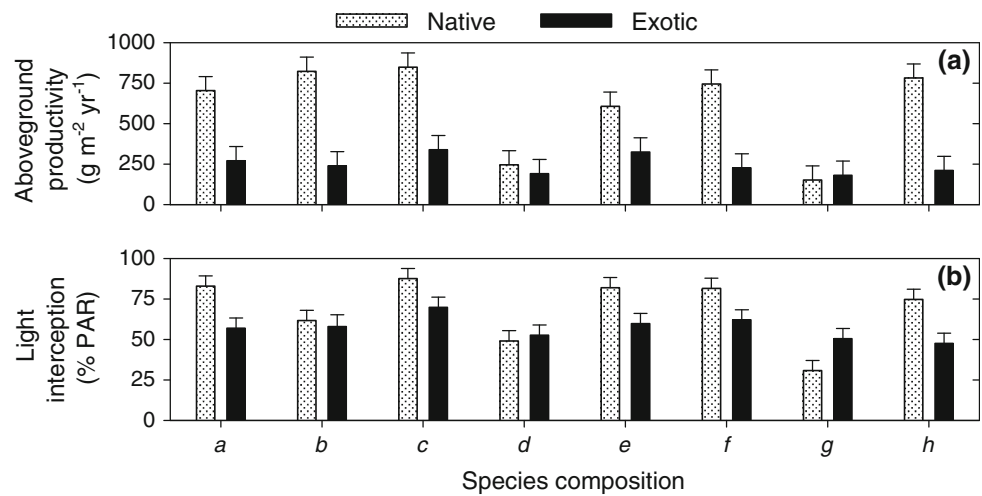 Native Exotic
(a)
Aboveground
productivity
(g m⁻² yr⁻¹)
1000
750
500
250
0
(b)
Light
interception
(% PAR)
100
75
50
25
0
a b c d e f g h
Species composition